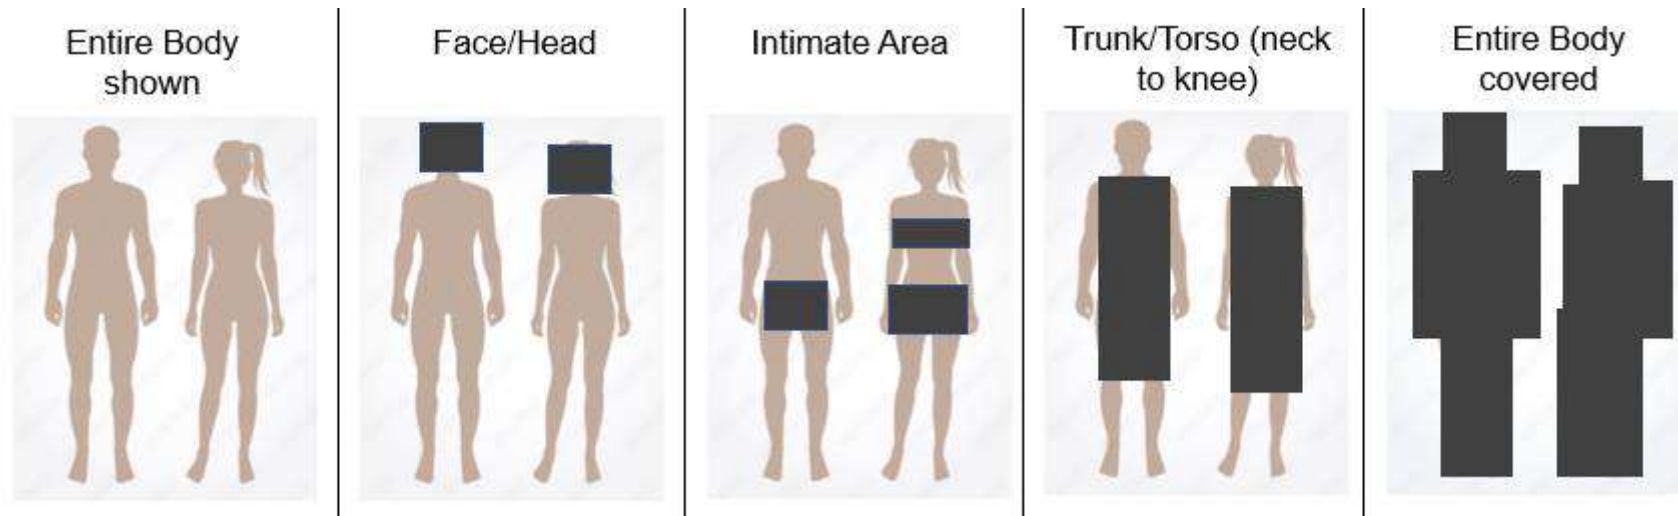 Entire Body
shown
Face/Head
Intimate Area
Trunk/Torso (neck
to knee)
Entire Body
covered